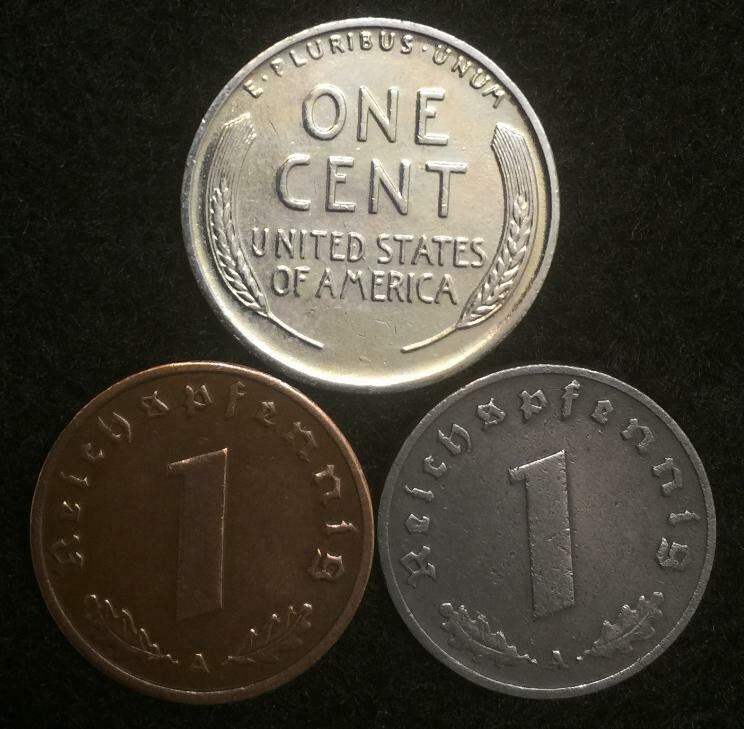 E·PLURIBUS·UNUM
ONE
CENT
UNITED STATES
OF AMERICA
Reichspfennig
1
A
Reichspfennig
1
A